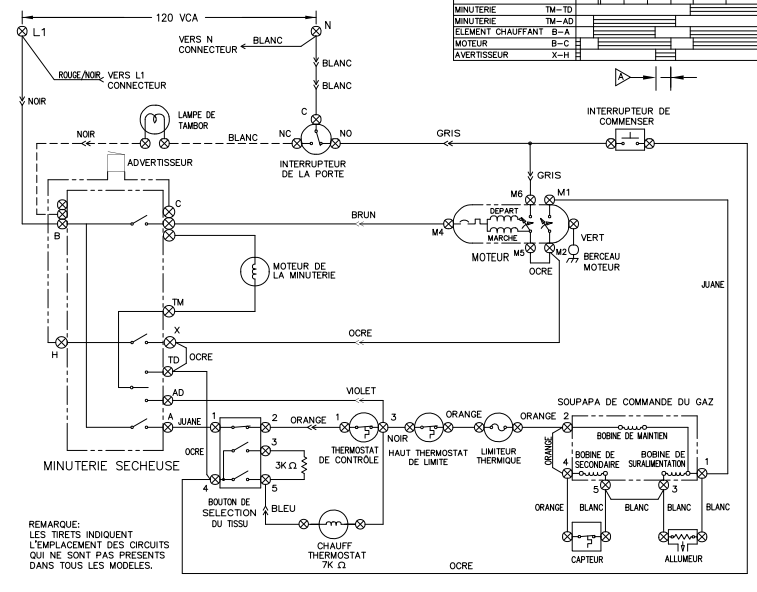 120 VCA
L1
N
VERS N
CONNECTEUR
BLANC
BLANC
BLANC
ROUGE/NOIR
VERS L1
CONNECTEUR
NOIR
MINUTERIE TM-TD
MINUTERIE TM-AD
ELEMENT CHAUFFANT B-A
MOTEUR B-C
AVERTISSEUR X-H
A
LAMPE DE
TAMBOR
NOIR
BLANC
C
NC
NO
INTERRUPTEUR
DE LA PORTE
GRIS
INTERRUPTEUR DE
COMMENSER
ADVERTISSEUR
GRIS
M6
M1
C
BRUN
M4
DEPART
MARCHE
MOTEUR
M5
M2
OCRE
VERT
BERCEAU
MOTEUR
B
MOTEUR DE
LA MINUTERIE
JUANE
TM
X
OCRE
H
TD
OCRE
AD
VIOLET
A
JUANE
1
2
ORANGE
1
3
NOIR
ORANGE
ORANGE
2
SOUPAPA DE COMMANDE DU GAZ
BOBINE DE MAINTIEN
THERMOSTAT
DE CONTRÔLE
HAUT THERMOSTAT
DE LIMITE
LIMITEUR
THERMIQUE
ORANGE
BOBINE DE
SECONDAIRE
BOBINE DE
SURALIMENTATION
OCRE
3
3K Ω
4
5
4
1
5
3
MINUTERIE SECHEUSE
BOUTON DE
SELECTION
DU TISSU
BLEU
CHAUFF
THERMOSTAT
7K Ω
ORANGE
BLANC
BLANC
BLANC
BLANC
CAPTEUR
ALLUMEUR
OCRE
REMARQUE:
LES TIRETS INDIQUENT
L'EMPLACEMENT DES CIRCUITS
QUI NE SONT PAS PRESENTS
DANS TOUS LES MODELES.